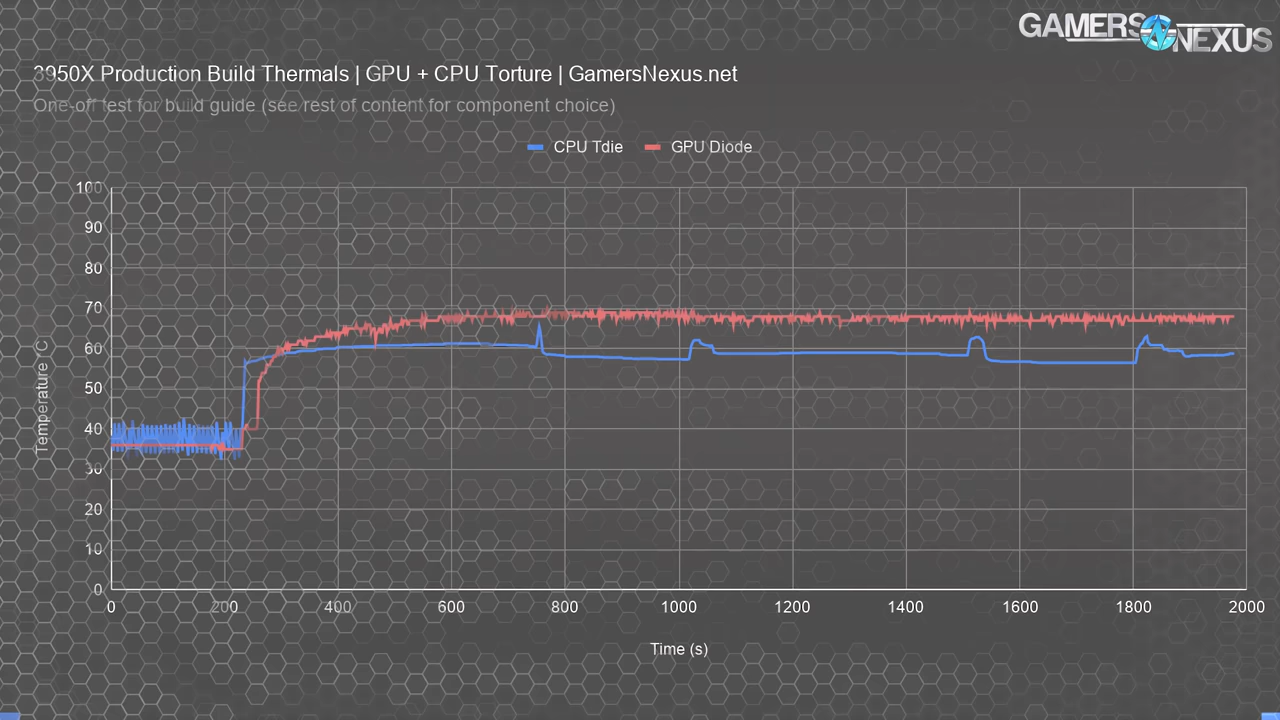 GAMERS NEXUS
3950X Production Build Thermals | GPU + CPU Torture | GamersNexus.net
One-off test for build guide (see rest of content for component choice)
CPU Tdie
GPU Diode
100
90
80
70
60
50
40
30
20
10
0
Temperature °C
0 200 400 600 800 1000 1200 1400 1600 1800 2000
Time (s)